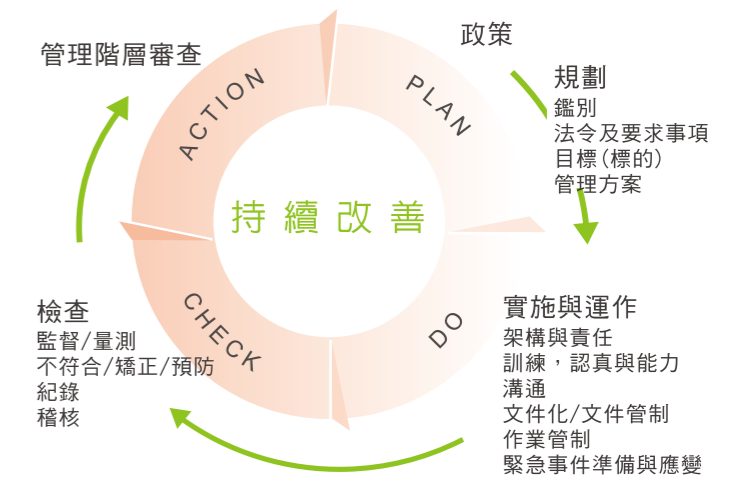 政策
規劃
鑑別
法令及要求事項
目標(標的)
管理方案
PLAN
實施與運作
架構與責任
訓練，認真與能力
溝通
文件化/文件管制
作業管制
緊急事件準備與應變
DO
檢查
監督/量測
不符合/矯正/預防
紀錄
稽核
CHECK
管理階層審查
ACTION
持續改善